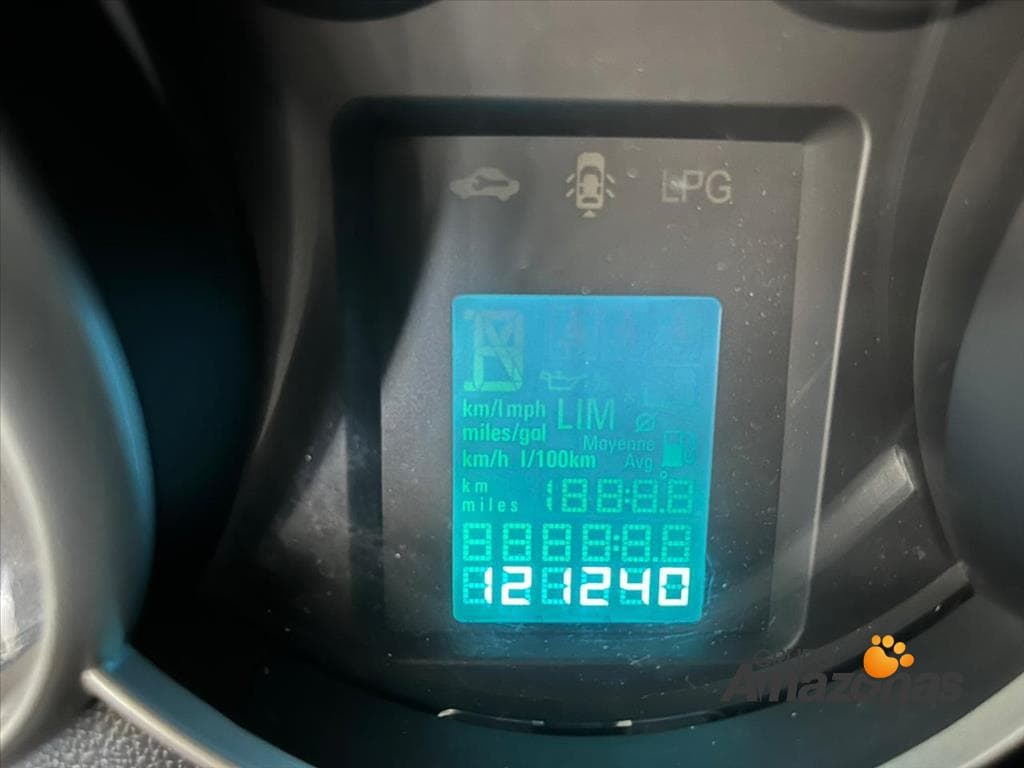 LPG
km/l mph LIM
miles/gal
Moyenne
km/h l/100km Avg
km
miles 188:8.8
8888:8.8
121240
Amazonas